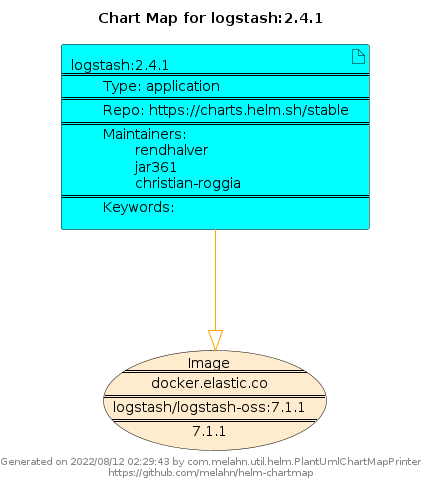 Chart Map for logstash:2.4.1
logstash:2.4.1
Type: application
Repo: https://charts.helm.sh/stable
Maintainers:
rendhalver
jar361
christian-roggia
Keywords:
Image
docker.elastic.co
logstash/logstash-oss:7.1.1
7.1.1
Generated on 2022/08/12 02:29:43 by com.melahn.util.helm.PlantUmlChartMapPrinter
https://github.com/melahn/helm-chartmap